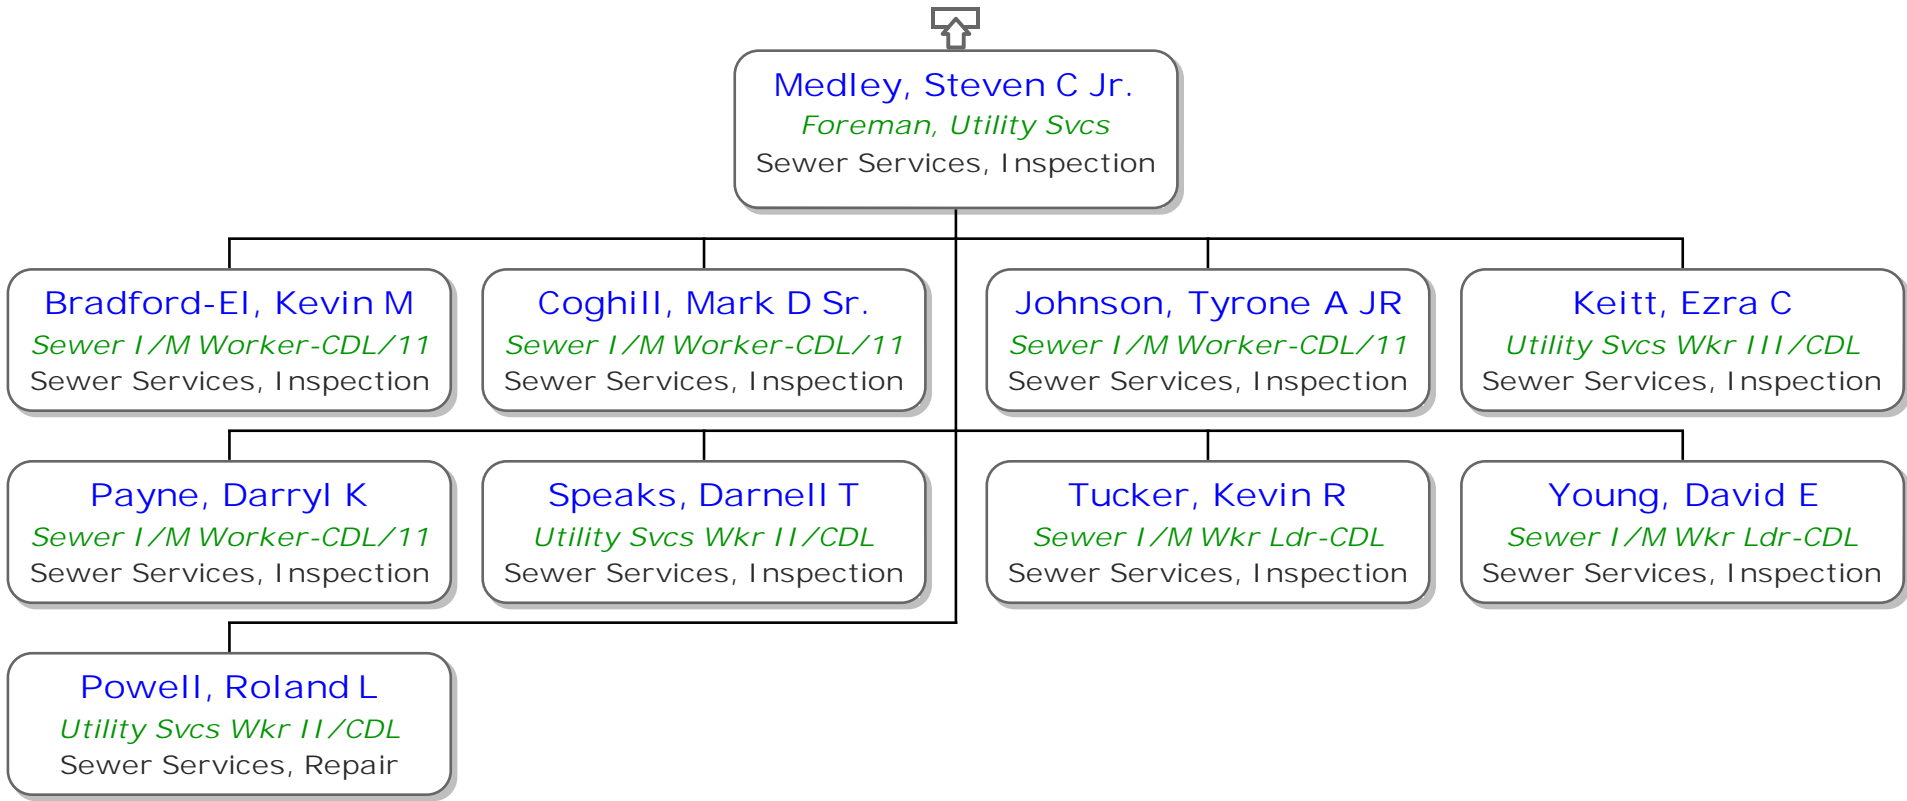 Medley, Steven C Jr.
Foreman, Utility Svcs
Sewer Services, Inspection
Bradford-El, Kevin M
Sewer I/M Worker-CDL/11
Sewer Services, Inspection
Coghill, Mark D Sr.
Sewer I/M Worker-CDL/11
Sewer Services, Inspection
Johnson, Tyrone A JR
Sewer I/M Worker-CDL/11
Sewer Services, Inspection
Keitt, Ezra C
Utility Svcs Wkr III/CDL
Sewer Services, Inspection
Payne, Darryl K
Sewer I/M Worker-CDL/11
Sewer Services, Inspection
Speaks, Darnell T
Utility Svcs Wkr II/CDL
Sewer Services, Inspection
Tucker, Kevin R
Sewer I/M Wkr Ldr-CDL
Sewer Services, Inspection
Young, David E
Sewer I/M Wkr Ldr-CDL
Sewer Services, Inspection
Powell, Roland L
Utility Svcs Wkr II/CDL
Sewer Services, Repair